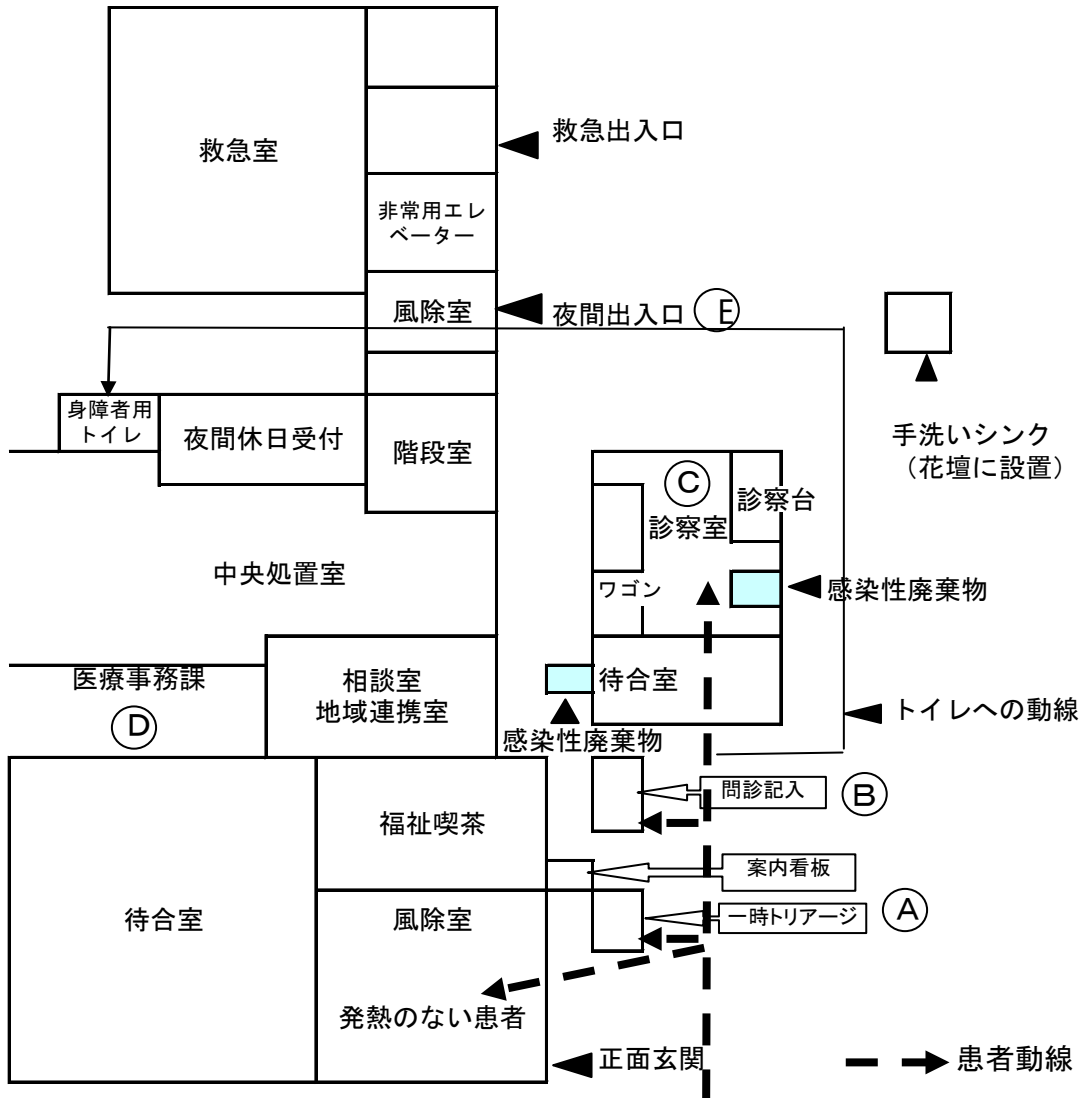 救急室
救急出入口
非常用エレ
ベーター
風除室
夜間出入口
E
身障者用
トイレ
夜間休日受付
階段室
手洗いシンク
（花壇に設置）
C
診察室
診察台
中央処置室
ワゴン
感染性廃棄物
医療事務課
D
相談室
地域連携室
待合室
トイレへの動線
感染性廃棄物
問診記入
B
福祉喫茶
案内看板
待合室
風除室
一時トリアージ
A
発熱のない患者
正面玄関
患者動線